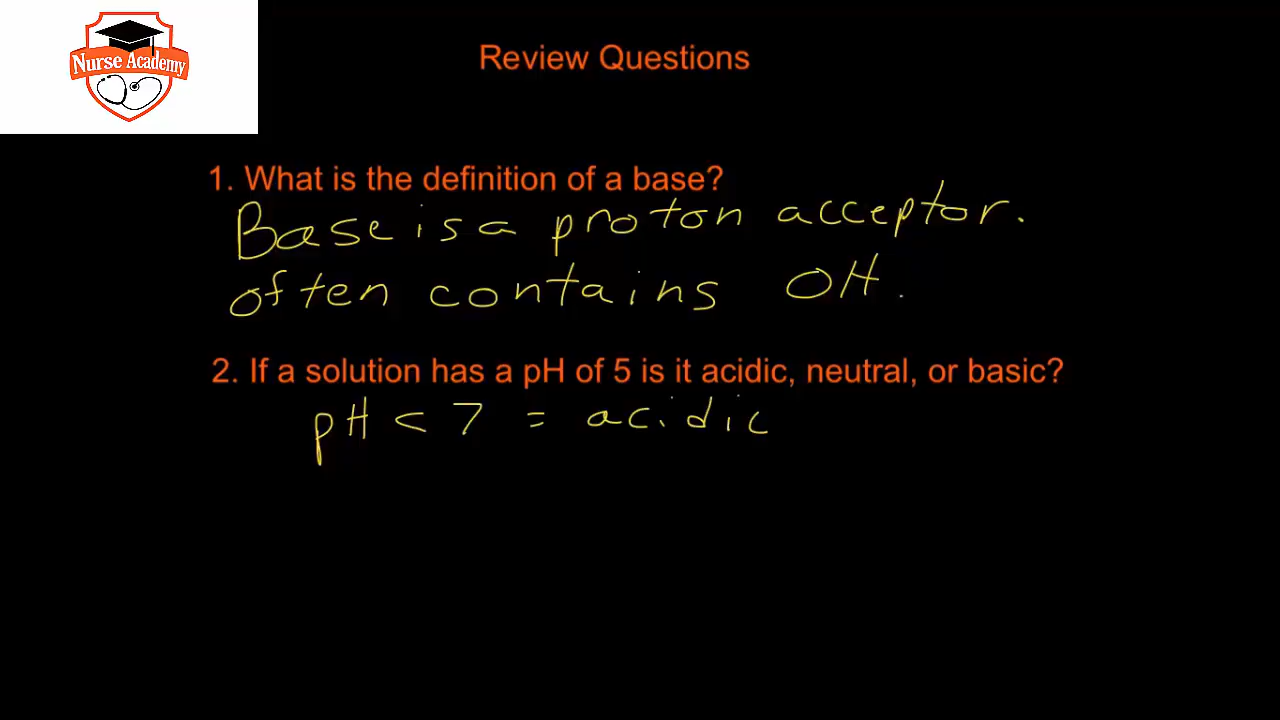 Nurse Academy
Review Questions
1. What is the definition of a base?
Base is a proton acceptor.
often contains OH.
2. If a solution has a pH of 5 is it acidic, neutral, or basic?
pH < 7 = acidic